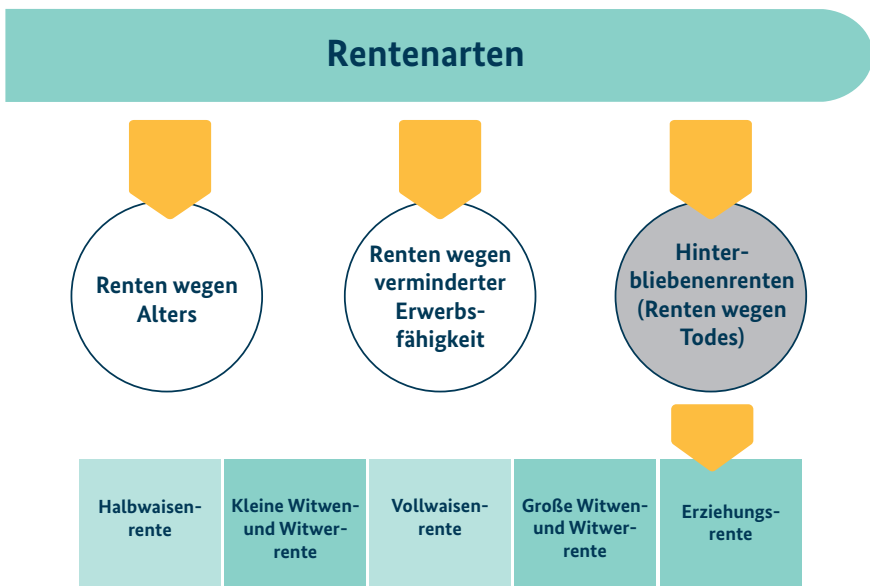 Rentenarten
Renten wegen
Alters
Renten wegen
verminderter
Erwerbs-
fähigkeit
Hinter-
bliebenenrenten
(Renten wegen
Todes)
Halbwaisen-
rente
Kleine Witwen-
und Witwer-
rente
Vollwaisen-
rente
Große Witwen-
und Witwer-
rente
Erziehungs-
rente